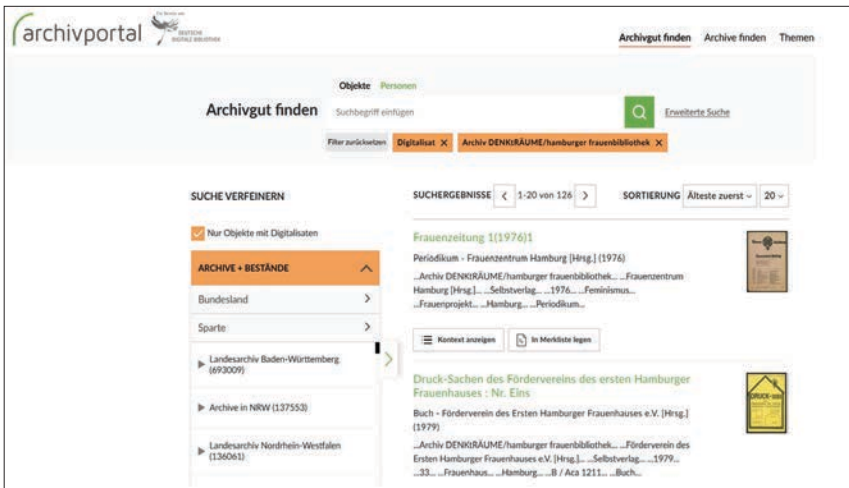 Ein Service der
archivportal
DEUTSCHE
DIGITALE BIBLIOTHEK
Archivgut finden Archive finden Themen
Objekte Personen
Archivgut finden Suchbegriff einfügen Erweiterte Suche
Filter zurücksetzen Digitalisat X Archiv DENKtRÄUME/hamburger frauenbibliothek X
SUCHE VERFEINERN
Nur Objekte mit Digitalisaten
ARCHIVE + BESTÄNDE
Bundesland
Sparte
Landesarchiv Baden-Württemberg
(693009)
Archive in NRW (137553)
Landesarchiv Nordrhein-Westfalen
(136061)
SUCHERGEBNISSE < 1-20 von 126 > SORTIERUNG Älteste zuerst 20
Frauenzeitung 1(1976)1
Periodikum - Frauenzentrum Hamburg [Hrsg.] (1976)
...Archiv DENKtRÄUME/hamburger frauenbibliothek... ...Frauenzentrum
Hamburg [Hrsg.]... ...Selbstverlag... ...1976... ...Feminismus...
...Frauenprojekt... ...Hamburg... ...Periodikum...
Kontext anzeigen In Merkliste legen
Druck-Sachen des Fördervereins des ersten Hamburger
Frauenhauses : Nr. Eins
Buch - Förderverein des Ersten Hamburger Frauenhauses e.V. [Hrsg.]
(1979)
...Archiv DENKtRÄUME/hamburger frauenbibliothek... ...Förderverein des
Ersten Hamburger Frauenhauses e.V. [Hrsg.]... ...Selbstverlag... ...1979...
...33... ...Frauenhaus... ...Hamburg... ...B / Aca 1211... ...Buch...